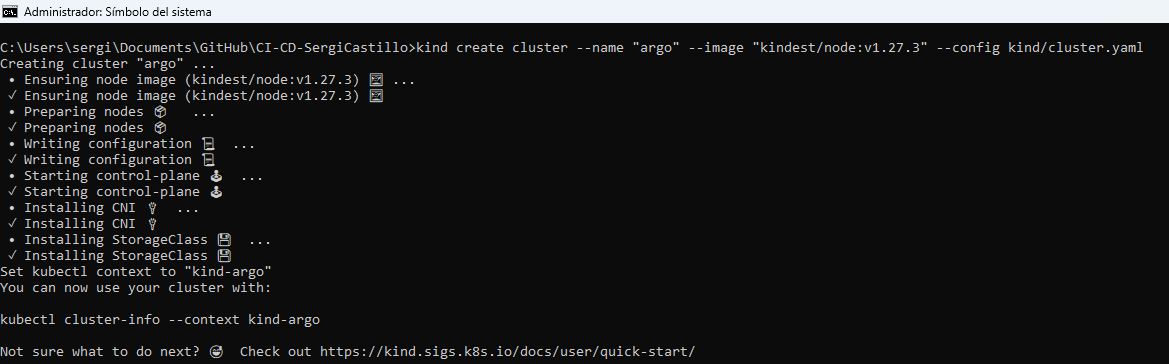 Administrador: Símbolo del sistema
C:\Users\sergi\Documents\GitHub\CI-CD-SergiCastillo>kind create cluster --name "argo" --image "kindest/node:v1.27.3" --config kind/cluster.yaml
Creating cluster "argo" ...
• Ensuring node image (kindest/node:v1.27.3) 🖼 ...
✓ Ensuring node image (kindest/node:v1.27.3) 🖼
• Preparing nodes 📦 ...
✓ Preparing nodes 📦
• Writing configuration 📜 ...
✓ Writing configuration 📜
• Starting control-plane 🕹 ...
✓ Starting control-plane 🕹
• Installing CNI 🔌 ...
✓ Installing CNI 🔌
• Installing StorageClass 💾 ...
✓ Installing StorageClass 💾
Set kubectl context to "kind-argo"
You can now use your cluster with:
kubectl cluster-info --context kind-argo
Not sure what to do next? 😅 Check out https://kind.sigs.k8s.io/docs/user/quick-start/